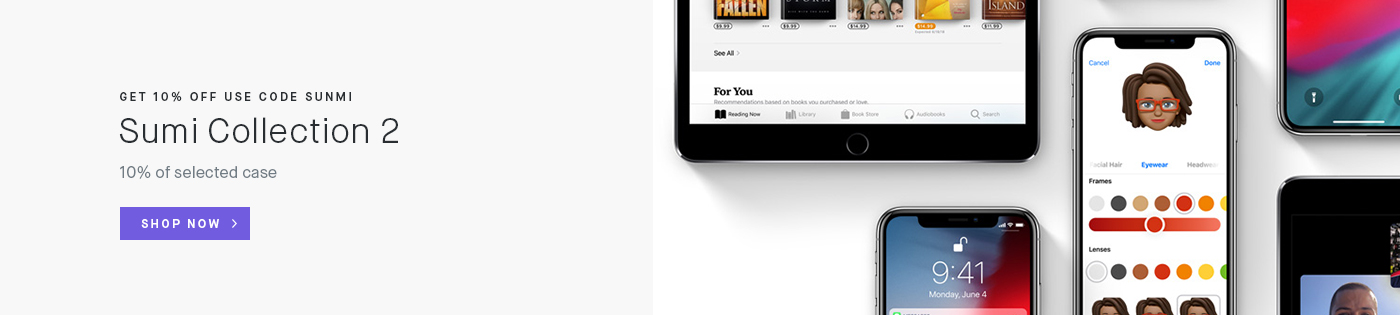 GET 10% OFF USE CODE SUNMI
Sumi Collection 2
10% of selected case
SHOP NOW
FALLEN
ISLAND
$9.99
$9.99
$14.99
$14.99
$11.99
See All
For You
Recommendations based on books you purchased or love.
Reading Now
Library
Book Store
Audiobooks
Search
Cancel
Done
Facial Hair
Eyewear
Headwear
Frames
Lenses
9:41
Monday, June 4